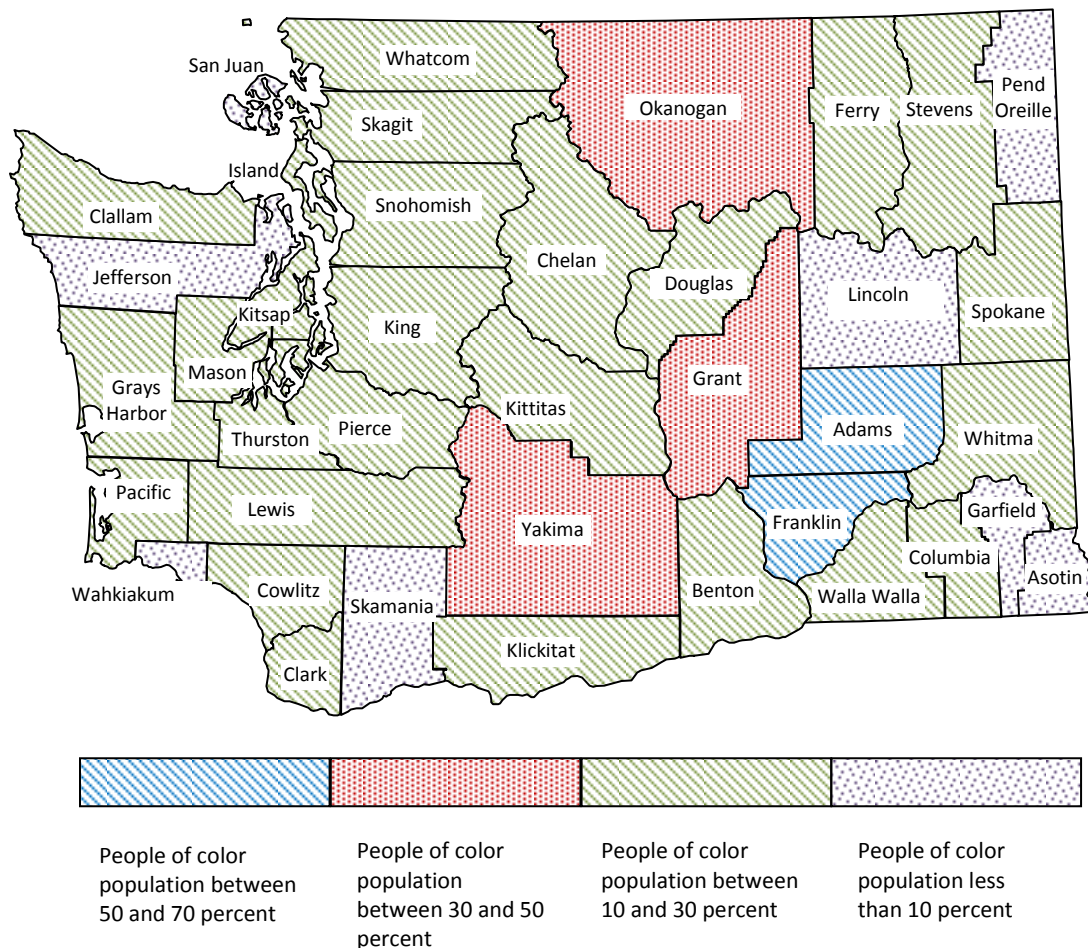 Whatcom
San Juan
Okanogan
Pend
Oreille
Ferry
Stevens
Skagit
Island
Snohomish
Clallam
Chelan
Douglas
Jefferson
Lincoln
Kitsap
King
Spokane
Mason
Grant
Grays
Harbor
Kittitas
Thurston
Pierce
Adams
Whitma
Pacific
Lewis
Yakima
Franklin
Garfield
Columbia
Asotin
Wahkiakum
Cowlitz
Skamania
Benton
Walla Walla
Klickitat
Clark
People of color
population between
50 and 70 percent
People of color
population
between 30 and 50
percent
People of color
population between
10 and 30 percent
People of color
population less
than 10 percent